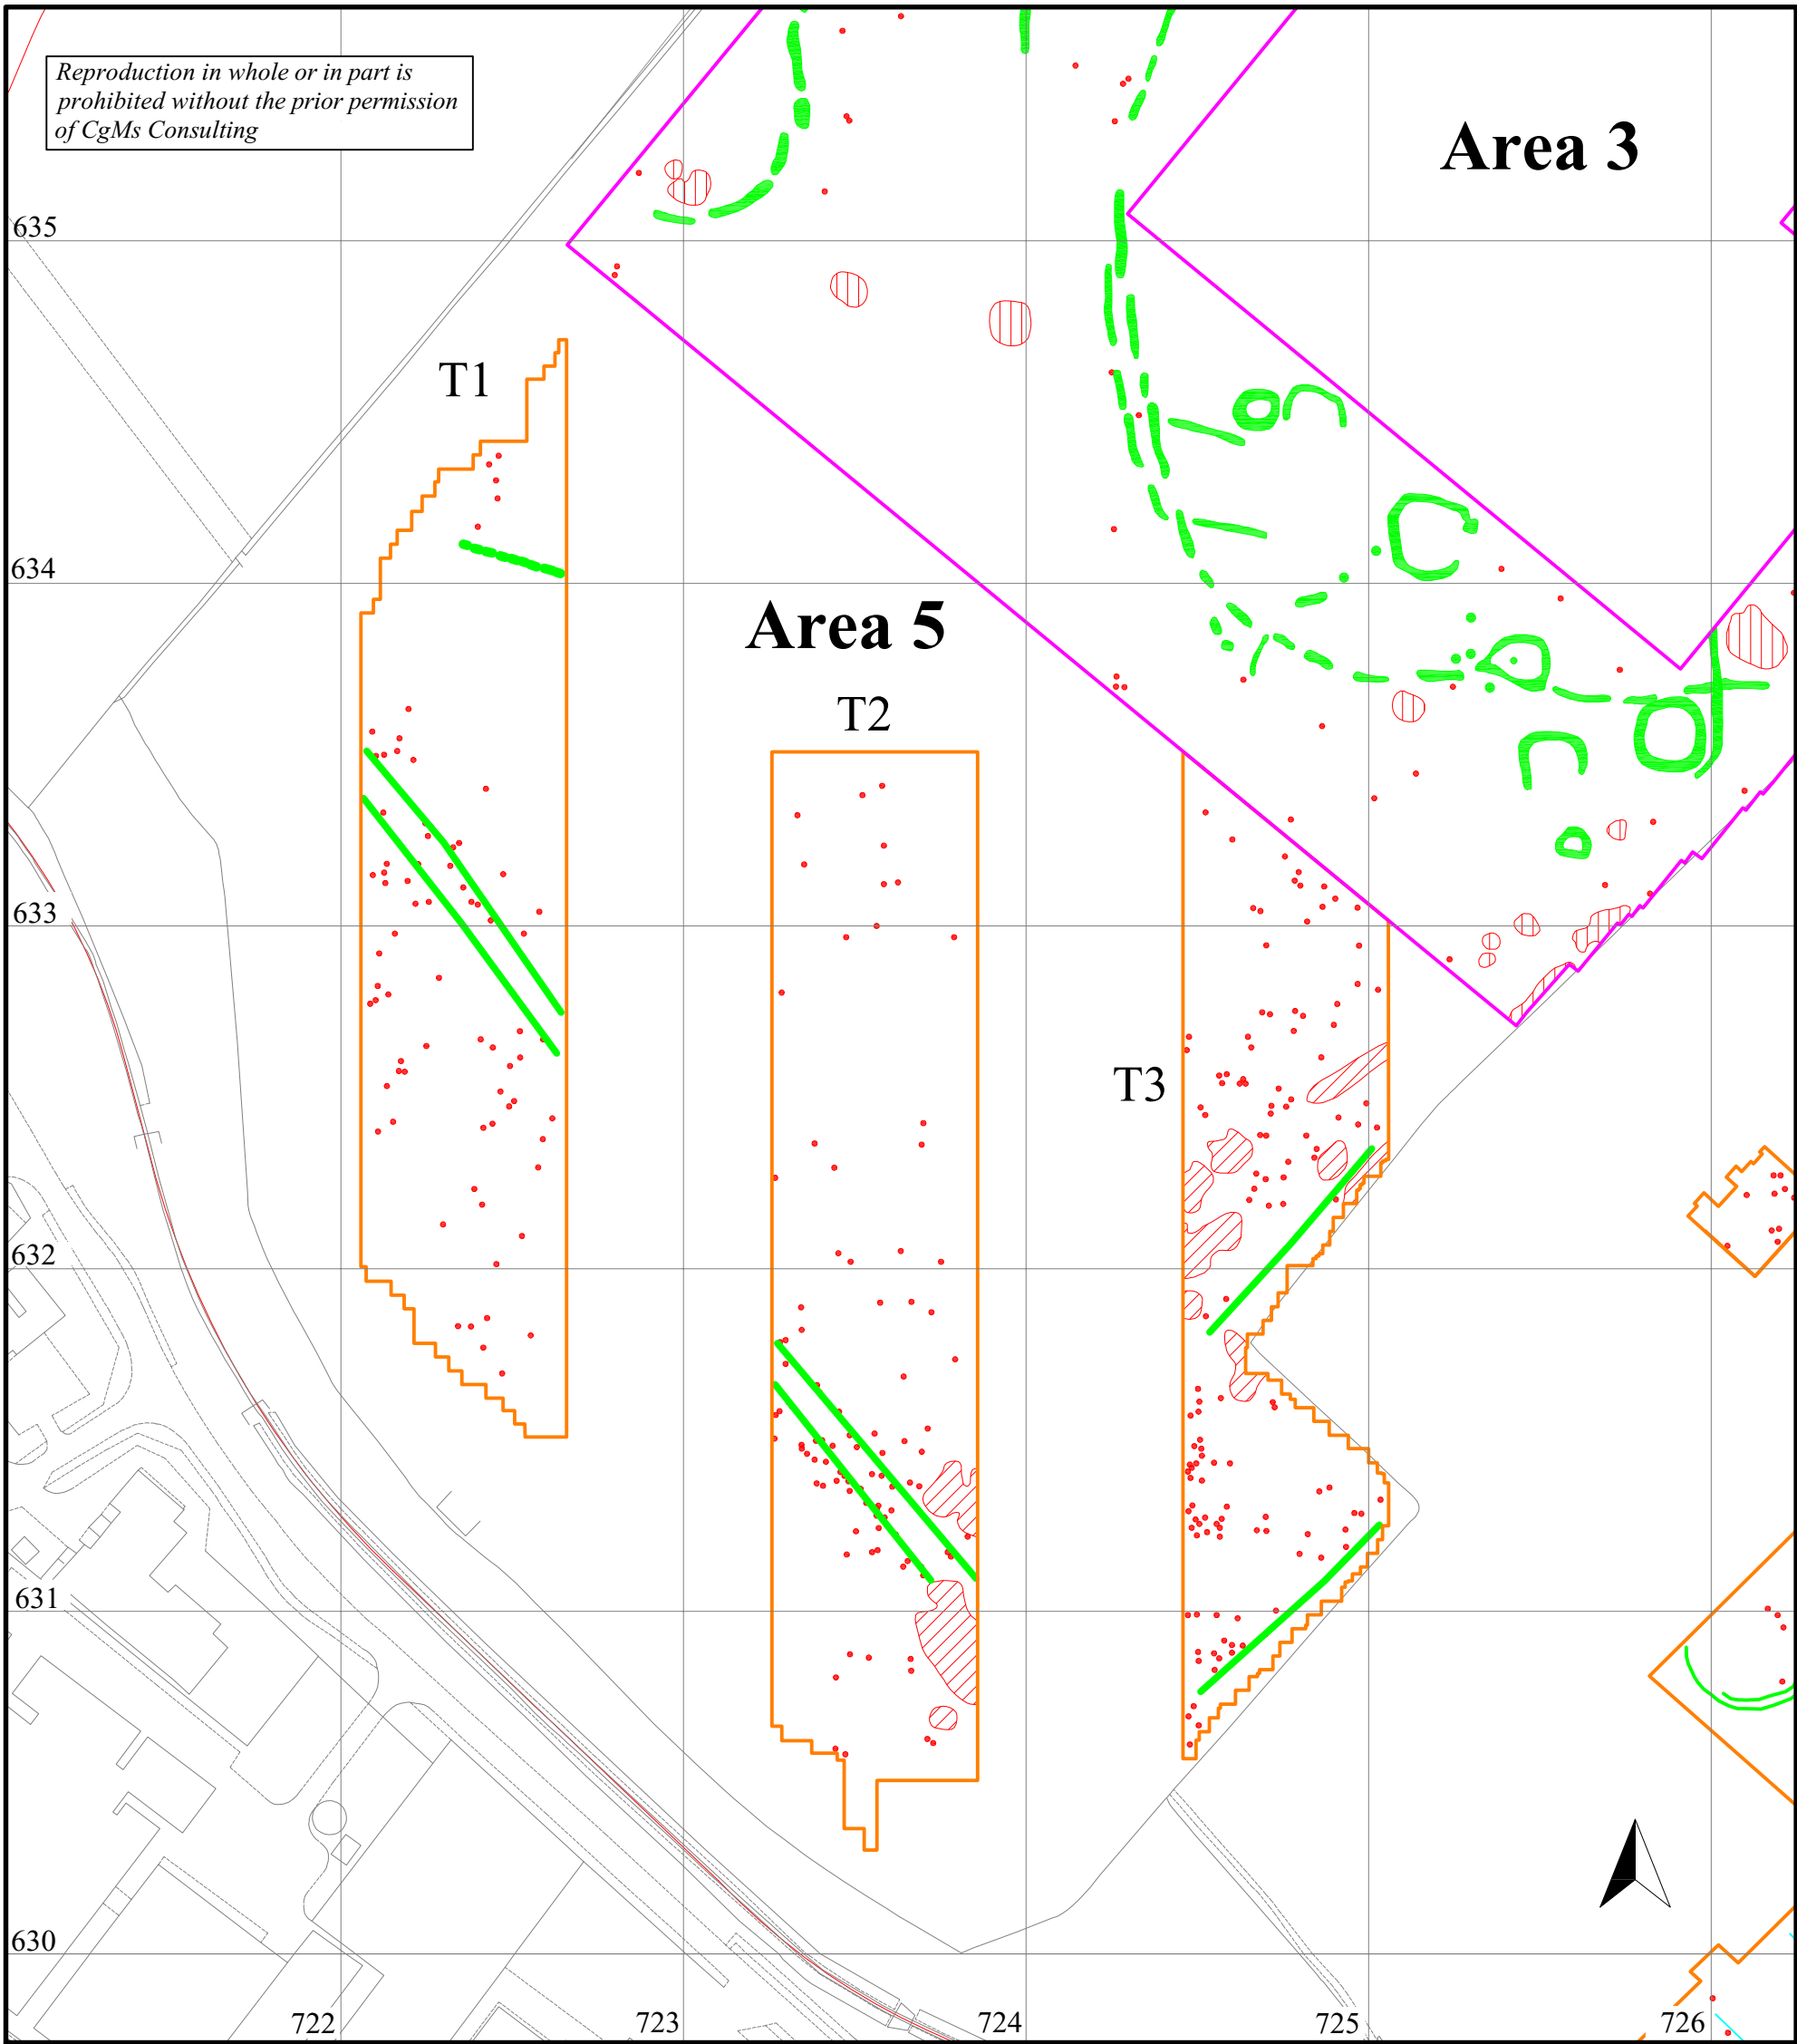 Reproduction in whole or in part is
prohibited without the prior permission
of CgMs Consulting
Area 3
635
T1
634
Area 5
T2
633
T3
632
631
630
722
723
724
725
726